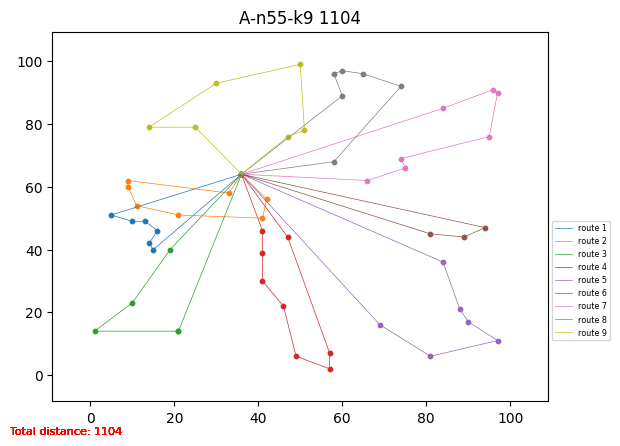 A-n55-k9 1104
100
80
60
40
20
0
0 20 40 60 80 100
route 1
route 2
route 3
route 4
route 5
route 6
route 7
route 8
route 9
Total distance: 1104